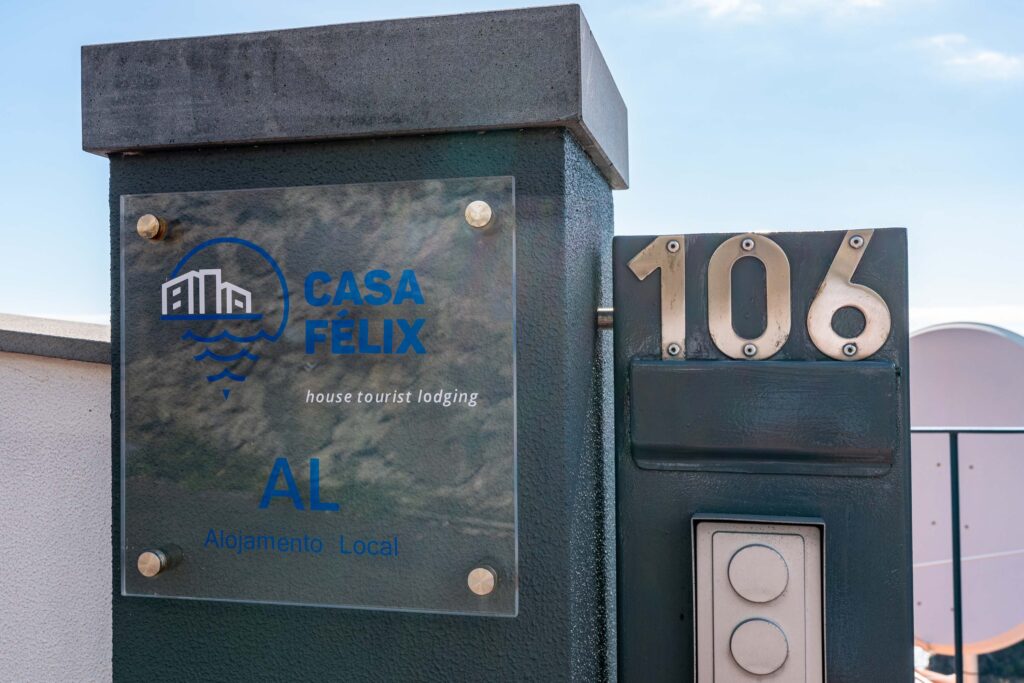 CASA
FÉLIX
house tourist lodging
AL
Alojamento Local
106